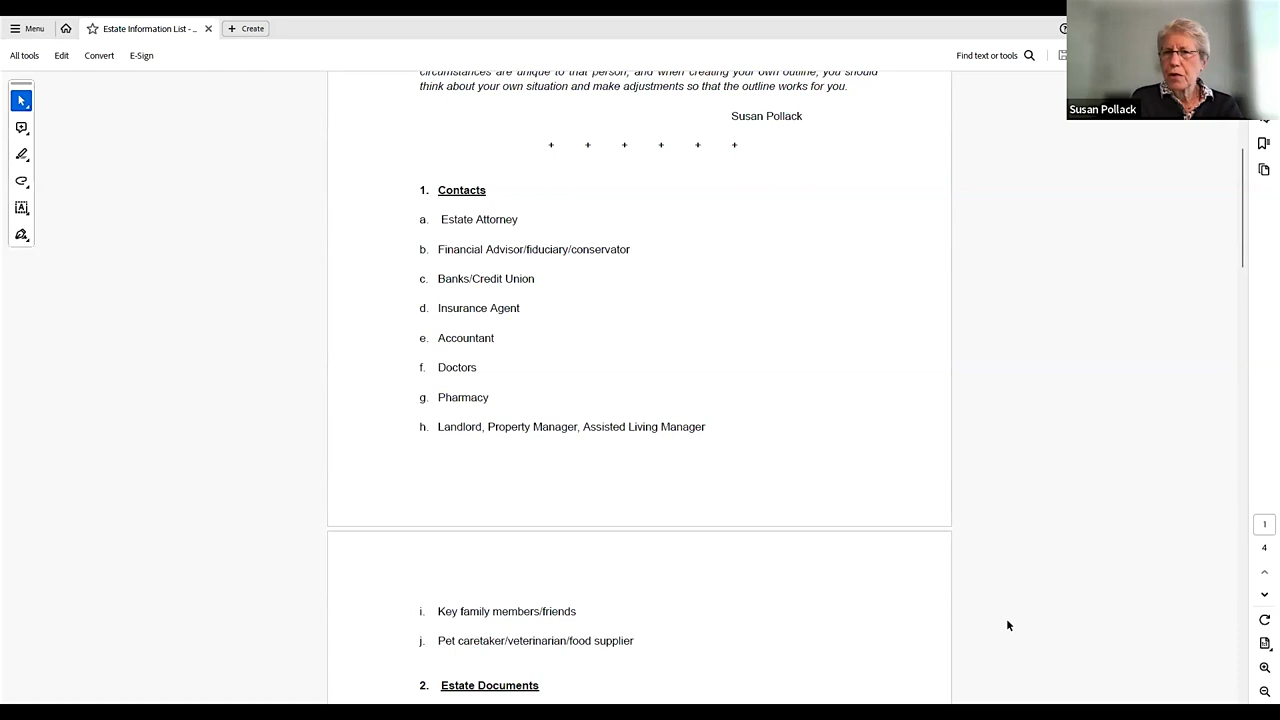 Menu
Estate Information List - ...
Create
All tools
Edit
Convert
E-Sign
Find text or tools
circumstances are unique to that person, and when creating your own outline, you should
think about your own situation and make adjustments so that the outline works for you.
Susan Pollack
Susan Pollack
+ + + + + +
1. Contacts
a. Estate Attorney
b. Financial Advisor/fiduciary/conservator
c. Banks/Credit Union
d. Insurance Agent
e. Accountant
f. Doctors
g. Pharmacy
h. Landlord, Property Manager, Assisted Living Manager
1
4
i. Key family members/friends
j. Pet caretaker/veterinarian/food supplier
2. Estate Documents